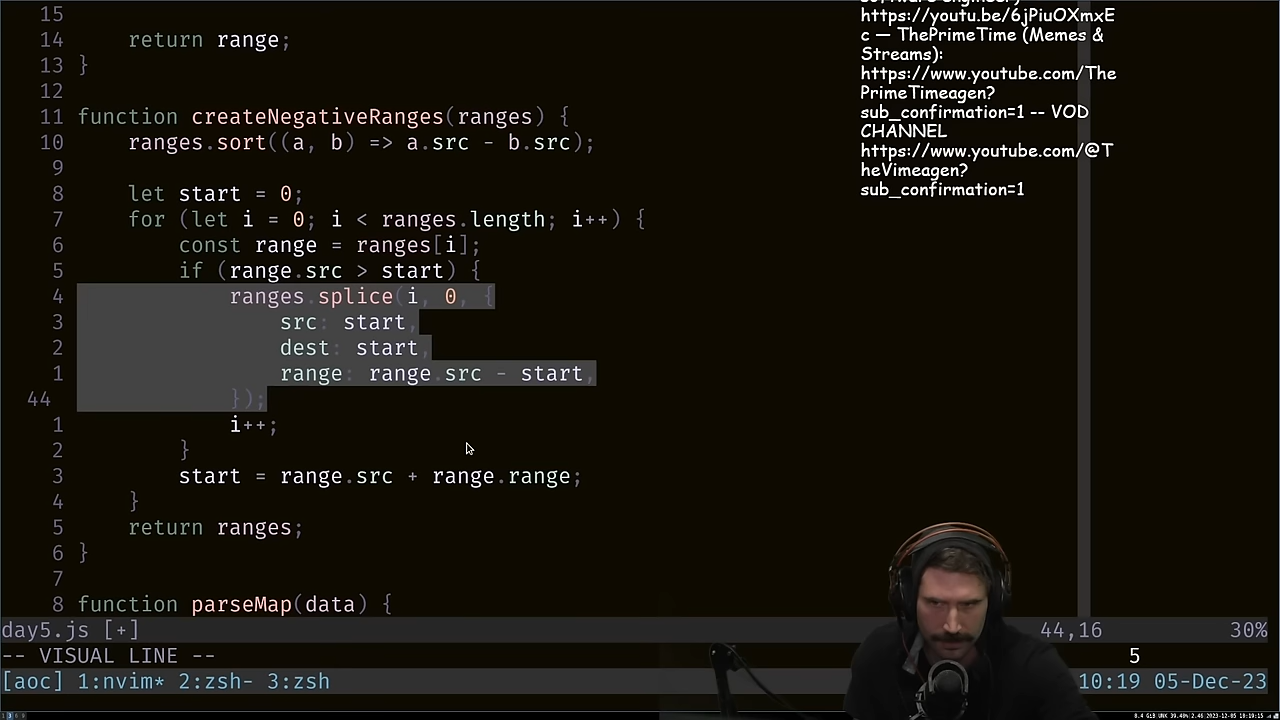 15
14     return range;
13 }
12
11 function createNegativeRanges(ranges) {
10     ranges.sort((a, b) => a.src - b.src);
9
8     let start = 0;
7     for (let i = 0; i < ranges.length; i++) {
6         const range = ranges[i];
5         if (range.src > start) {
4             ranges.splice(i, 0, {
3                 src: start,
2                 dest: start,
1                 range: range.src - start,
44             });
1             i++;
2         }
3         start = range.src + range.range;
4     }
5     return ranges;
6 }
7
8 function parseMap(data) {
day5.js [+] 44,16 30%
-- VISUAL LINE -- 5
[aoc] 1:nvim* 2:zsh- 3:zsh 10:19 05-Dec-23
https://youtu.be/6jPiuOXmxE
c — ThePrimeTime (Memes &
Streams):
https://www.youtube.com/The
PrimeTimeagen?
sub_confirmation=1 -- VOD
CHANNEL
https://www.youtube.com/@T
heVimeagen?
sub_confirmation=1